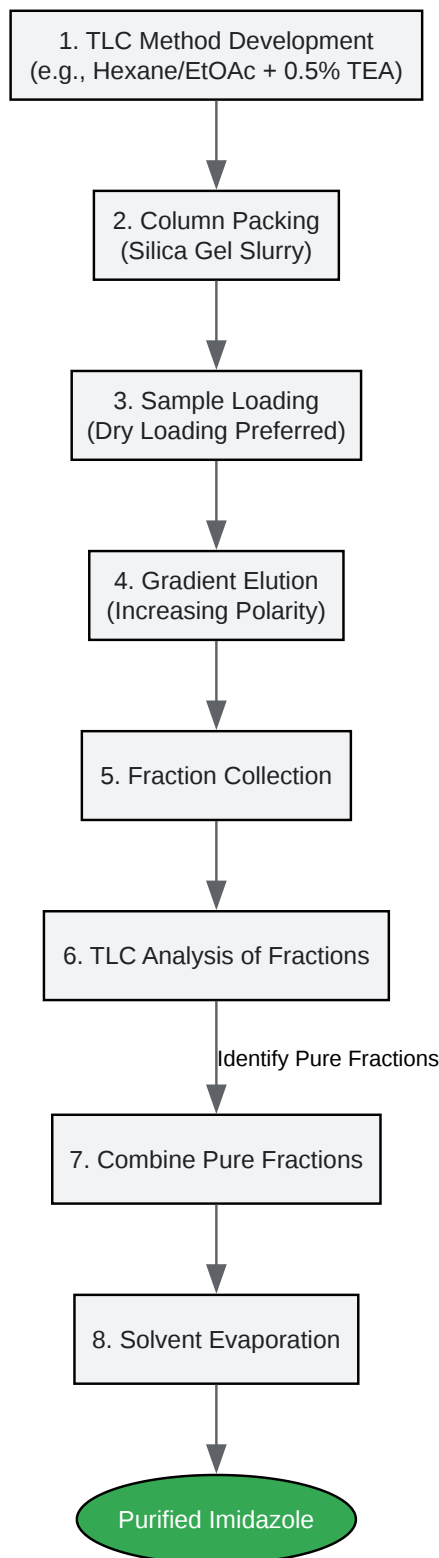 1. TLC Method Development
(e.g., Hexane/EtOAc + 0.5% TEA)
2. Column Packing
(Silica Gel Slurry)
3. Sample Loading
(Dry Loading Preferred)
4. Gradient Elution
(Increasing Polarity)
5. Fraction Collection
6. TLC Analysis of Fractions
Identify Pure Fractions
7. Combine Pure Fractions
8. Solvent Evaporation
Purified Imidazole